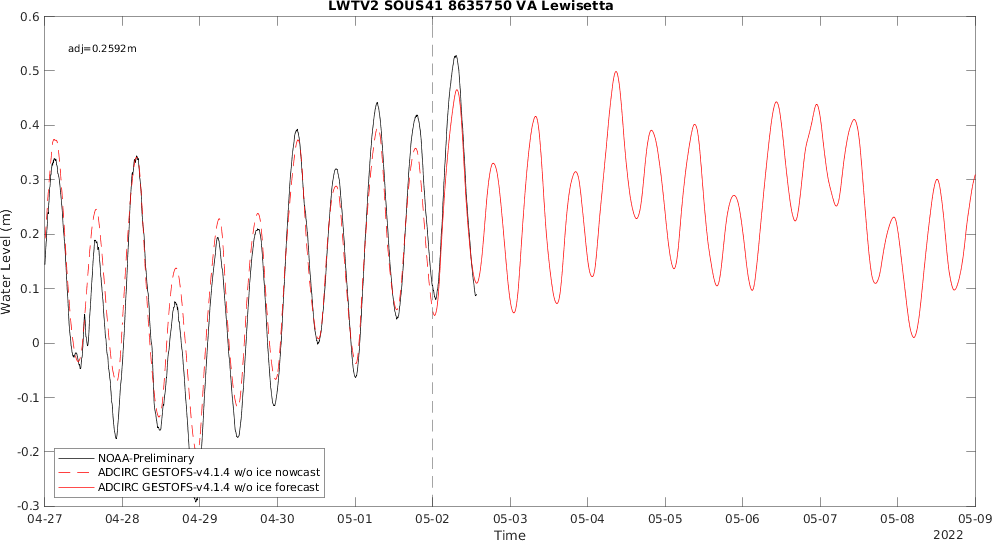 LWTV2 SOUS41 8635750 VA Lewisetta
adj=0.2592m
Water Level (m)
0.6
0.5
0.4
0.3
0.2
0.1
0
-0.1
-0.2
-0.3
NOAA-Preliminary
ADCIRC GESTOFS-v4.1.4 w/o ice nowcast
ADCIRC GESTOFS-v4.1.4 w/o ice forecast
04-27 04-28 04-29 04-30 05-01 05-02 05-03 05-04 05-05 05-06 05-07 05-08 05-09
Time
2022